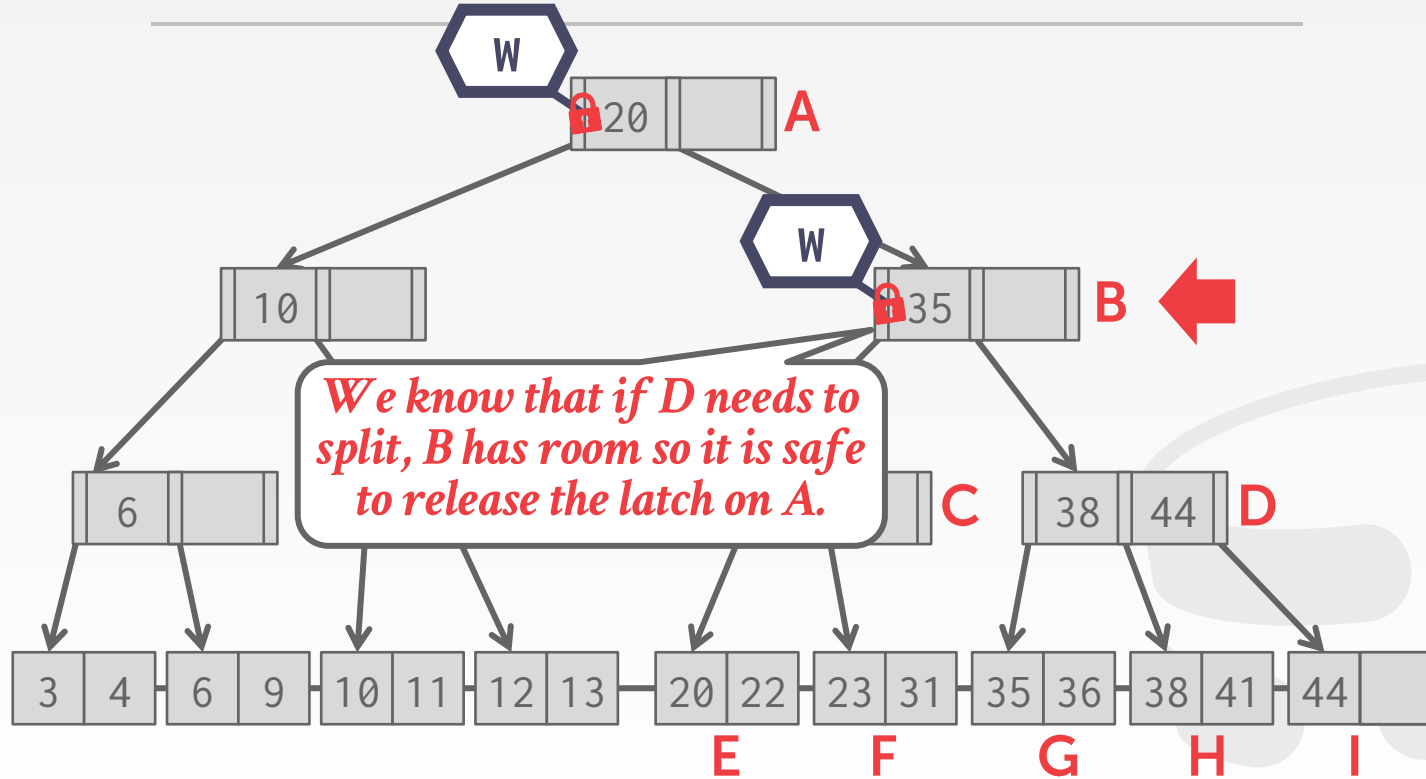 W
20 A
W
10
35 B
We know that if D needs to
split, B has room so it is safe
to release the latch on A.
6
C
38 44 D
3 4 6 9 10 11 12 13 20 22 23 31 35 36 38 41 44
E F G H I